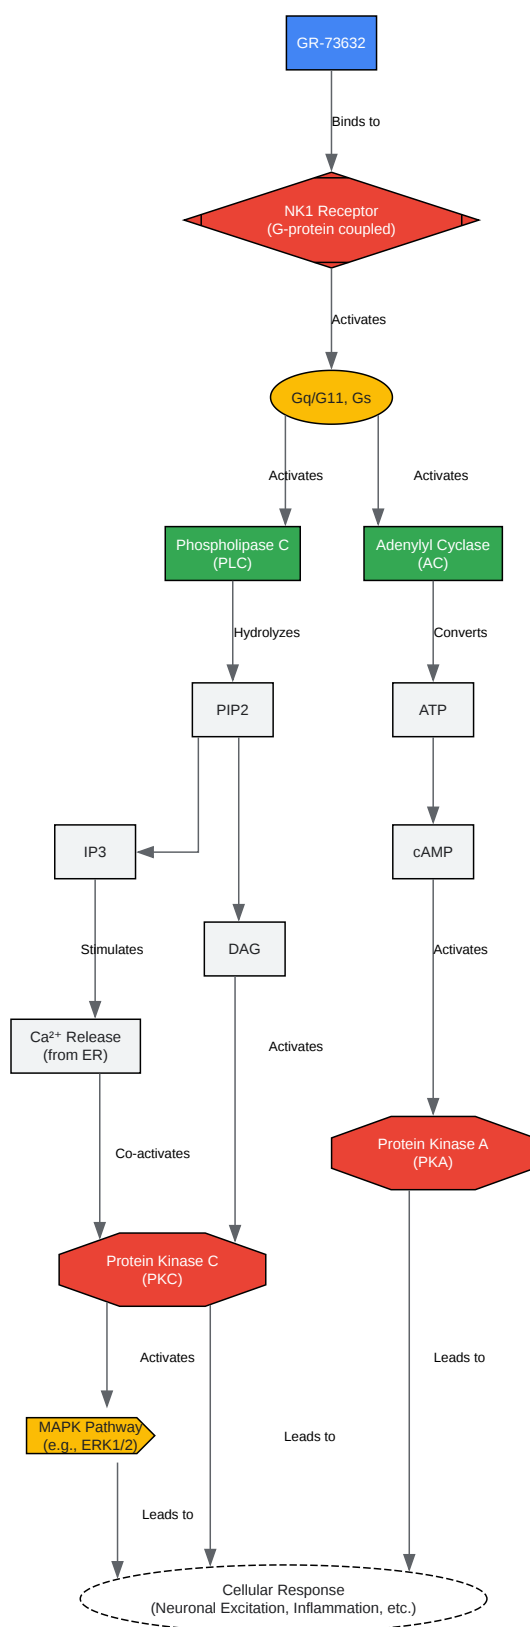 GR-73632
Binds to
NK1 Receptor
(G-protein coupled)
Activates
Gq/G11, Gs
Activates
Activates
Phospholipase C
(PLC)
Adenylyl Cyclase
(AC)
Hydrolyzes
Converts
PIP2
ATP
IP3
cAMP
Stimulates
DAG
Activates
Ca²⁺ Release
(from ER)
Activates
Co-activates
Protein Kinase A
(PKA)
Protein Kinase C
(PKC)
Activates
Leads to
MAPK Pathway
(e.g., ERK1/2)
Leads to
Leads to
Cellular Response
(Neuronal Excitation, Inflammation, etc.)